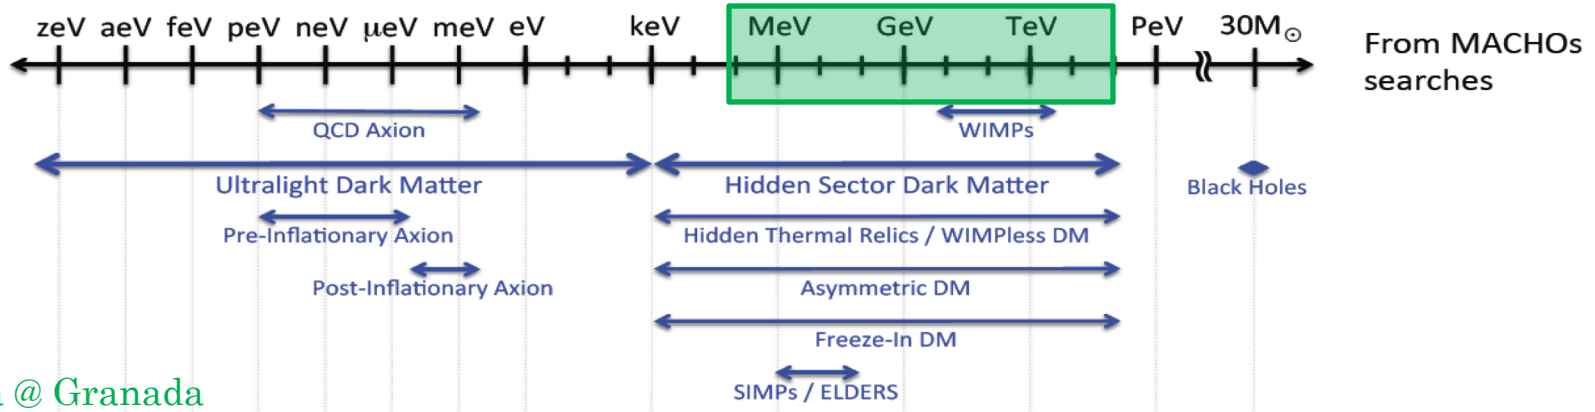 zeV aeV feV peV neV μeV meV eV keV MeV GeV TeV PeV 30M☉
From MACHOs
searches
QCD Axion WIMPs
Ultralight Dark Matter Hidden Sector Dark Matter Black Holes
Pre-Inflationary Axion Hidden Thermal Relics / WIMPless DM
Post-Inflationary Axion Asymmetric DM
Freeze-In DM
SIMPs / ELDERS
@ Granada